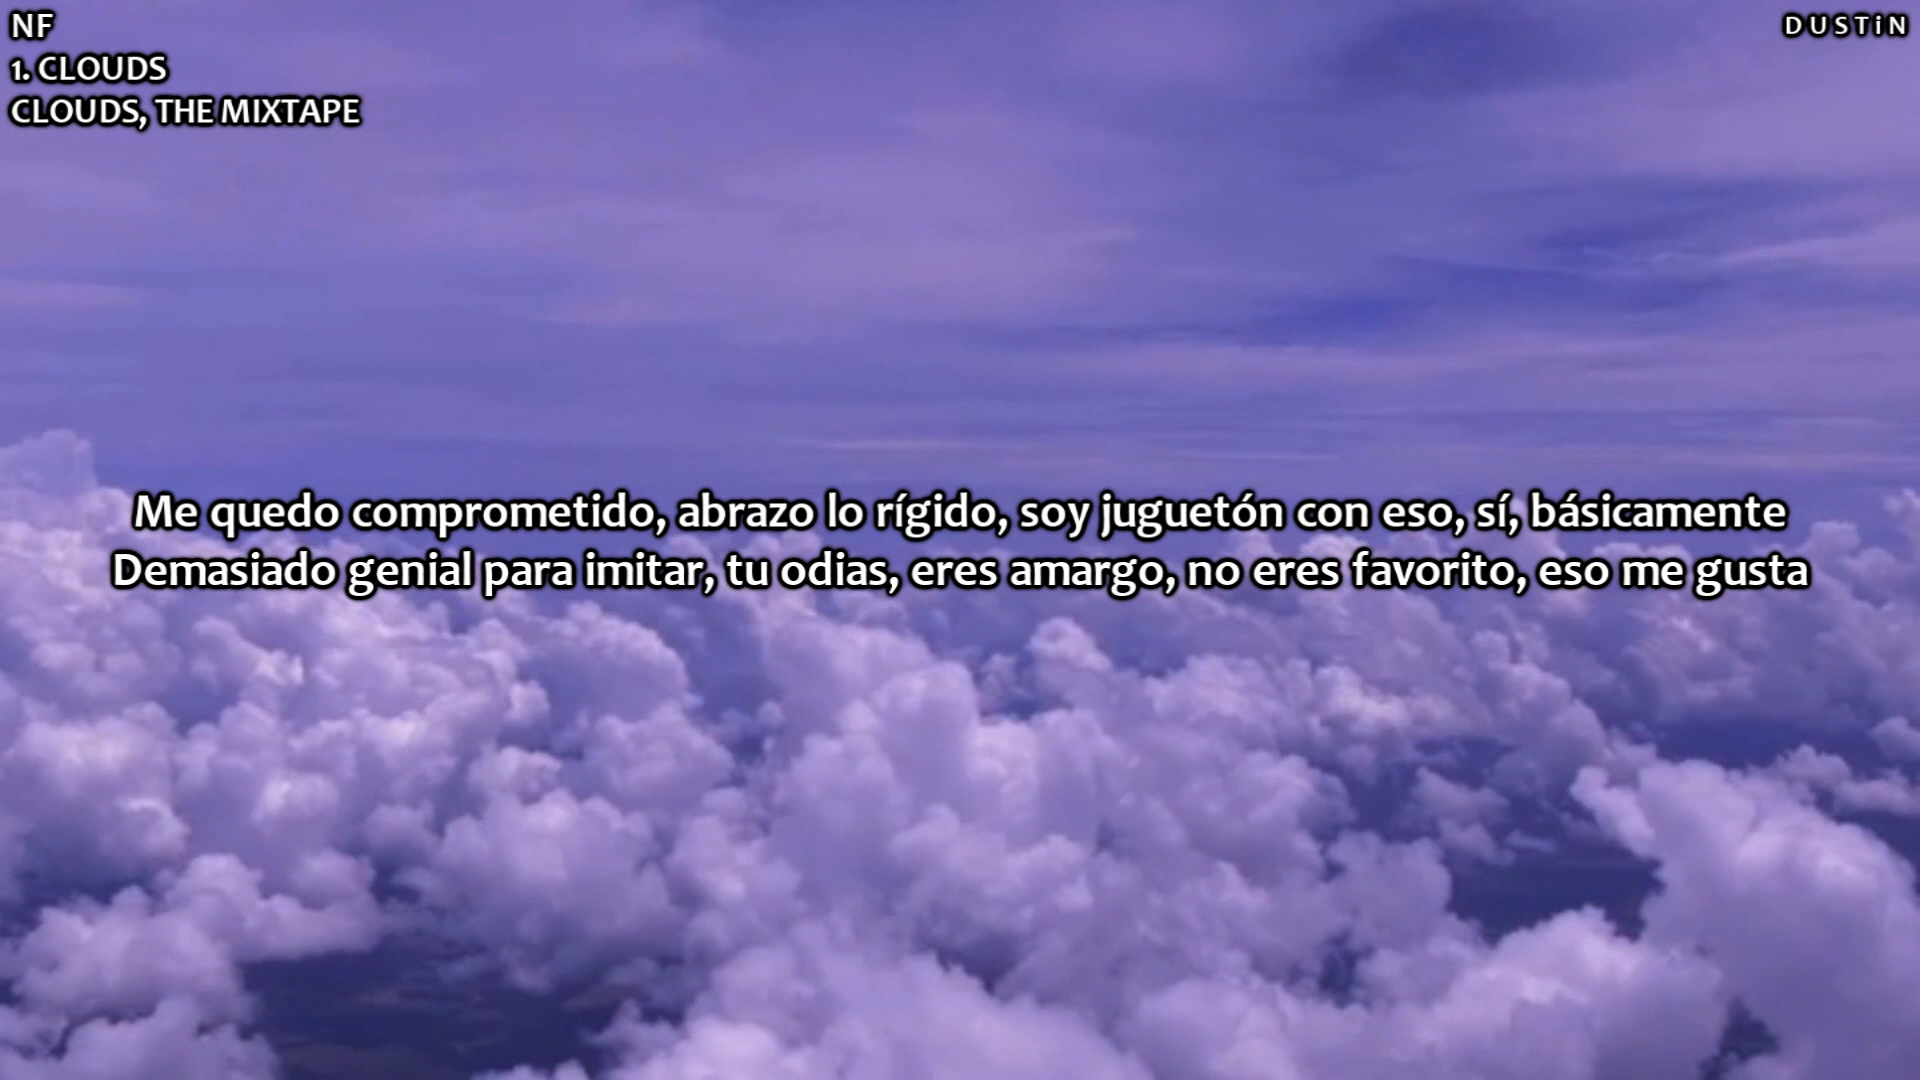 NF
1. CLOUDS
CLOUDS, THE MIXTAPE
DUSTiN
Me quedo comprometido, abrazo lo rígido, soy juguetón con eso, sí, básicamente
Demasiado genial para imitar, tu odias, eres amargo, no eres favorito, eso me gusta